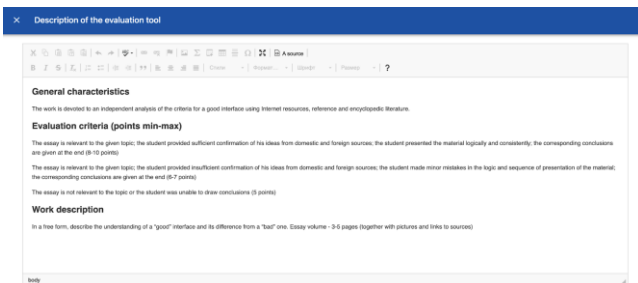 × Description of the evaluation tool
A source
B I S Стили Формат... Шрифт Размер ?
General characteristics
The work is devoted to an independent analysis of the criteria for a good interface using Internet resources, reference and encyclopedic literature.
Evaluation criteria (points min-max)
The essay is relevant to the given topic; the student provided sufficient confirmation of his ideas from domestic and foreign sources; the student presented the material logically and consistently; the corresponding conclusions
are given at the end (8-10 points)
The essay is relevant to the given topic; the student provided insufficient confirmation of his ideas from domestic and foreign sources; the student made minor mistakes in the logic and sequence of presentation of the material;
the corresponding conclusions are given at the end (6-7 points)
The essay is not relevant to the topic or the student was unable to draw conclusions (5 points)
Work description
In a free form, describe the understanding of a "good" interface and its difference from a "bad" one. Essay volume - 3-5 pages (together with pictures and links to sources)
body